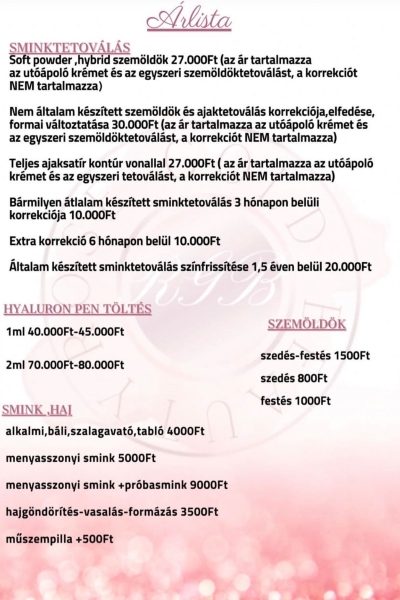 Árlista
SMINKTETOVÁLÁS
Soft powder ,hybrid szemöldök 27.000Ft (az ár tartalmazza
az utóápoló krémet és az egyszeri szemöldöktetoválást, a korrekciót
NEM tartalmazza)
Nem általam készített szemöldök és ajaktetoválás korrekciója,elfedése,
formai változtatása 30.000Ft (az ár tartalmazza az utóápoló krémet és
az egyszeri szemöldöktetoválást, a korrekciót NEM tartalmazza)
Teljes ajaksatír kontúr vonallal 27.000Ft ( az ár tartalmazza az utóápoló
krémet és az egyszeri tetoválást, a korrekciót NEM tartalmazza)
Bármilyen átlalam készített sminktetoválás 3 hónapon belüli
korrekciója 10.000Ft
Extra korrekció 6 hónapon belül 10.000Ft
Általam készített sminktetoválás színfrissítése 1,5 éven belül 20.000Ft
HYALURON PEN TÖLTÉS
1ml 40.000Ft-45.000Ft
2ml 70.000Ft-80.000Ft
SZEMÖLDÖK
szedés-festés 1500Ft
szedés 800Ft
festés 1000Ft
SMINK ,HAJ
alkalmi,báli,szalagavató,tabló 4000Ft
menyasszonyi smink 5000Ft
menyasszonyi smink +próbasmink 9000Ft
hajgöndörítés-vasalás-formázás 3500Ft
műszempilla +500Ft